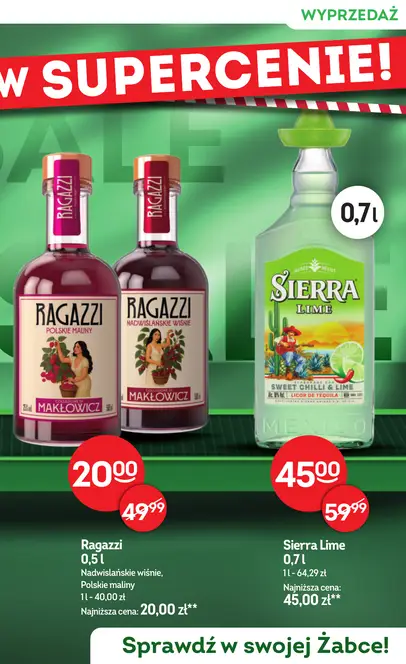 WYPRZEDAŻ
W SUPERCENIE!
RAGAZZI
RAGAZZI
0,7 l
RAGAZZI
POLSKIE MALINY
MAKŁOWICZ
RAGAZZI
NADWIŚLAŃSKIE WIŚNIE
MAKŁOWICZ
SIERRA
LIME
SWEET CHILLI & LIME
LICOR DE TEQUILA
20 00
49 99
45 00
59 99
Ragazzi
0,5 l
Nadwislańskie wiśnie,
Polskie maliny
1 l - 40,00 zł
Najniższa cena: 20,00 zł**
Sierra Lime
0,7 l
1 l - 64,29 zł
Najniższa cena:
45,00 zł**
Sprawdź w swojej Żabce!